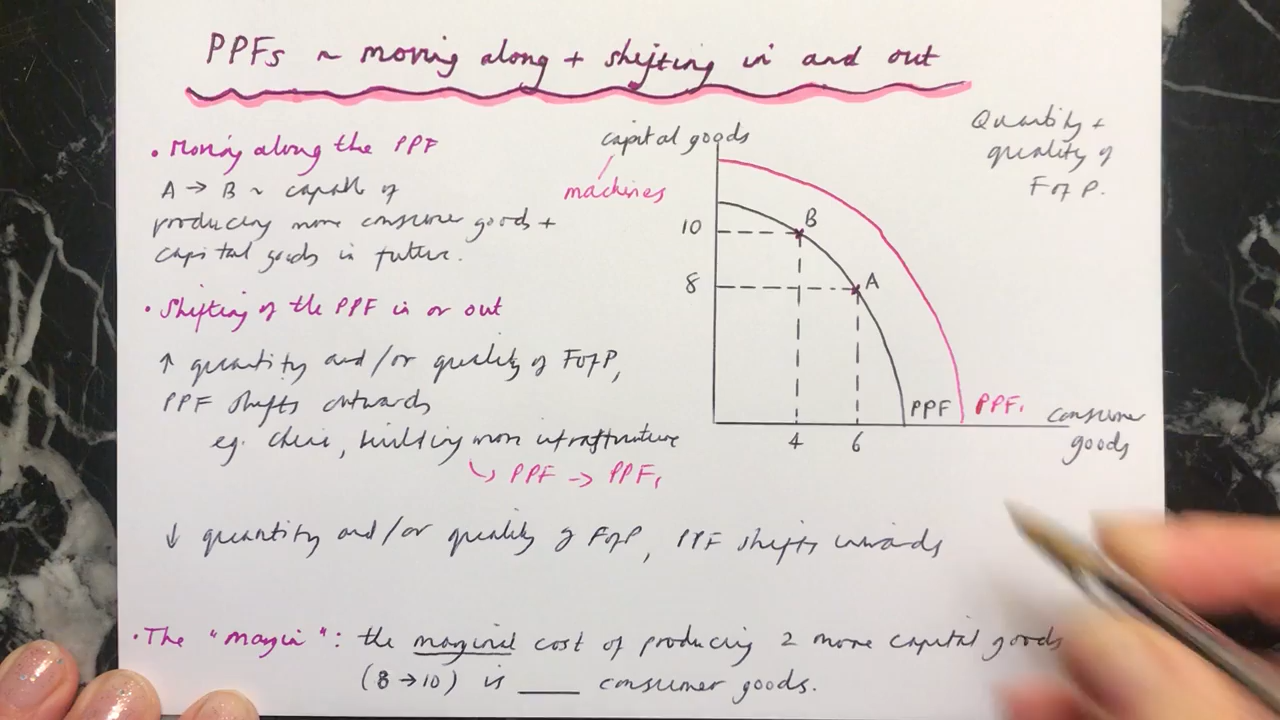 PPFs ~ moving along + shifting in and out
• Moving along the PPF
A → B ~ capable of
producing more consumer goods +
capital goods in future.
• Shifting of the PPF in or out
↑ quantity and/or quality of FofP,
PPF shifts outwards
eg. China, building more infrastructure
↳ PPF → PPF₁
↓ quantity and/or quality of FofP, PPF shifts inwards
• The "margin": the marginal cost of producing 2 more capital goods
(8→10) is ____ consumer goods.
capital goods
machines
10
8
B
A
4
6
PPF
PPF₁
consumer
goods
Quantity +
quality of
F of P.